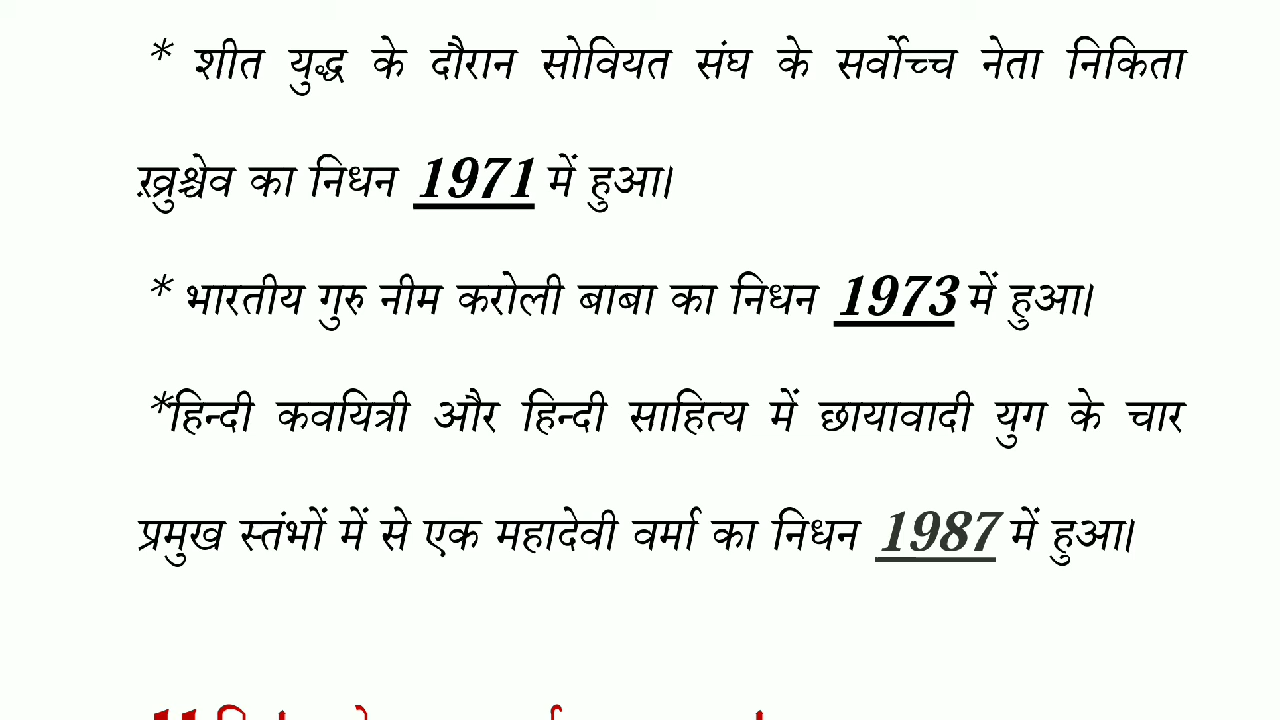 * शीत युद्ध के दौरान सोवियत संघ के सर्वोच्च नेता निकिता
ख़्रुश्चेव का निधन 1971 में हुआ।
* भारतीय गुरु नीम करोली बाबा का निधन 1973 में हुआ।
*हिन्दी कवयित्री और हिन्दी साहित्य में छायावादी युग के चार
प्रमुख स्तंभों में से एक महादेवी वर्मा का निधन 1987 में हुआ।